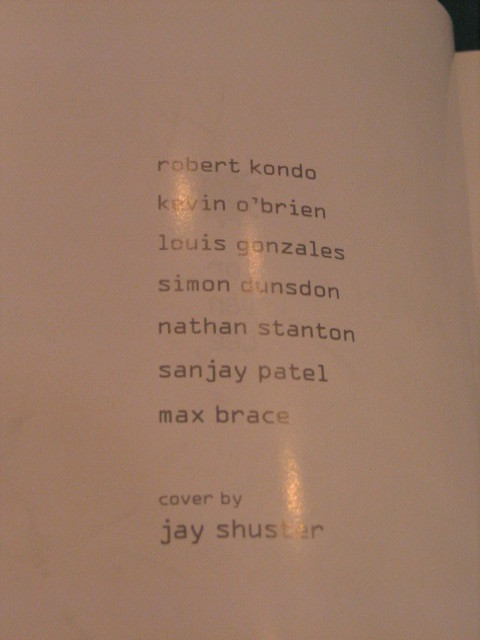 robert kondo
kevin o'brien
louis gonzales
simon dunsdon
nathan stanton
sanjay patel
max brace
cover by
jay shuster